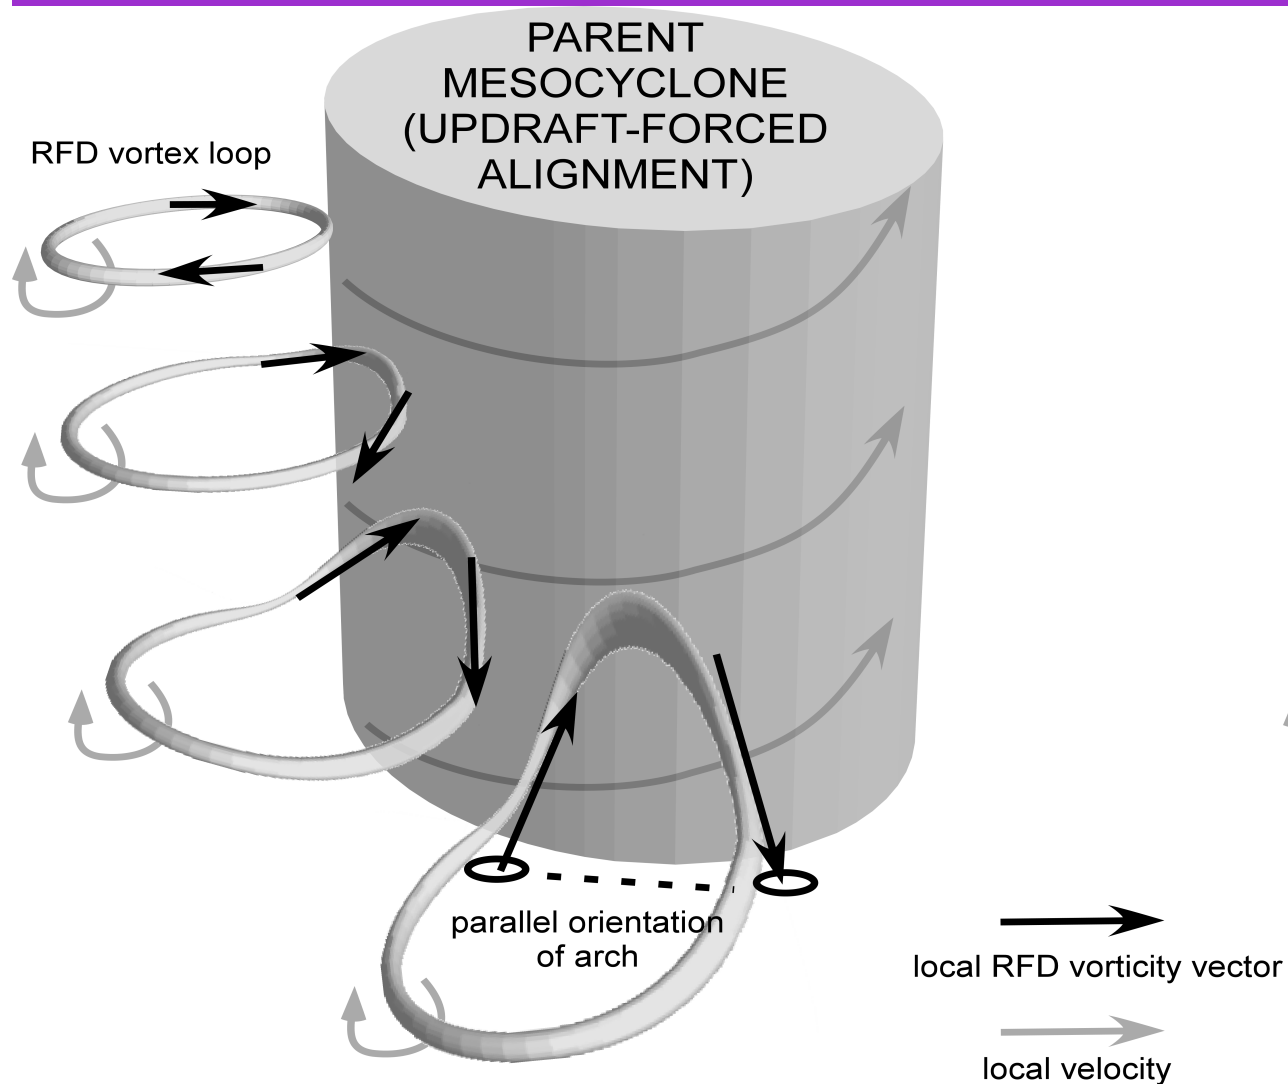 PARENT
MESOCYCLONE
(UPDRAFT-FORCED
ALIGNMENT)
RFD vortex loop
parallel orientation
of arch
local RFD vorticity vector
local velocity